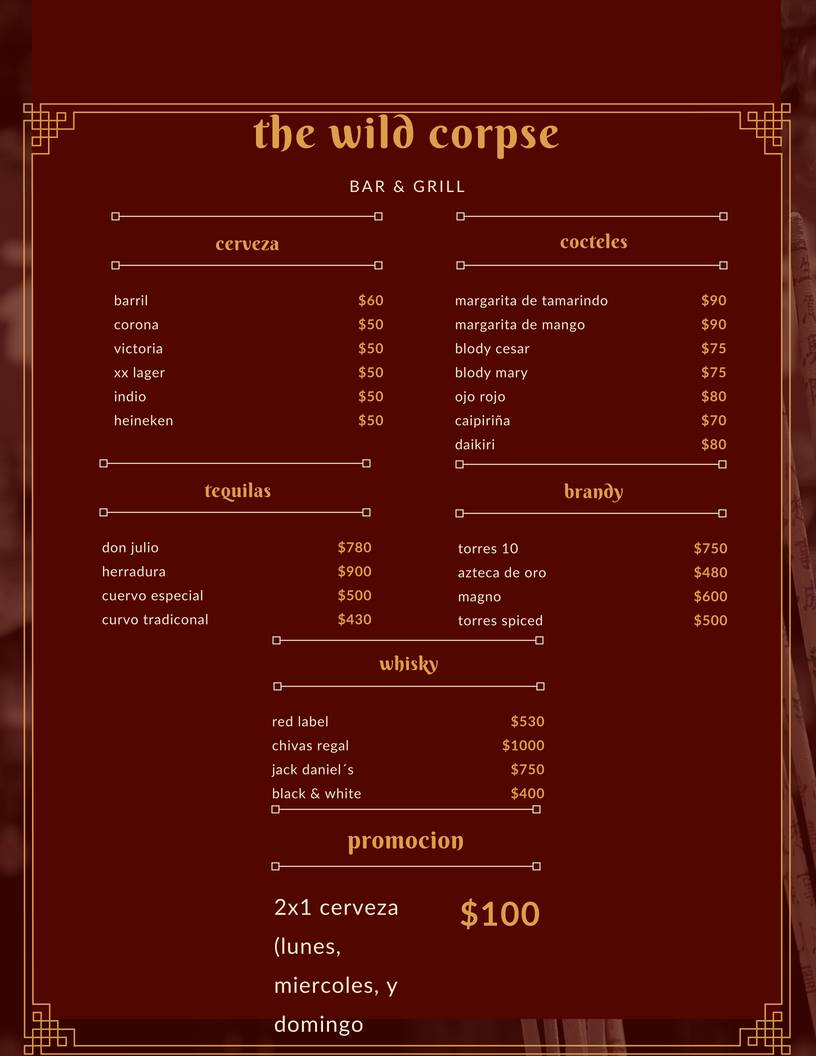 the wild corpse
BAR & GRILL
cerveza
barril $60
corona $50
victoria $50
xx lager $50
indio $50
heineken $50
cocteles
margarita de tamarindo $90
margarita de mango $90
blody cesar $75
blody mary $75
ojo rojo $80
caipiriña $70
daikiri $80
tequilas
don julio $780
herradura $900
cuervo especial $500
curvo tradiconal $430
brandy
torres 10 $750
azteca de oro $480
magno $600
torres spiced $500
whisky
red label $530
chivas regal $1000
jack daniel´s $750
black & white $400
promocion
2x1 cerveza $100
(lunes,
miercoles, y
domingo